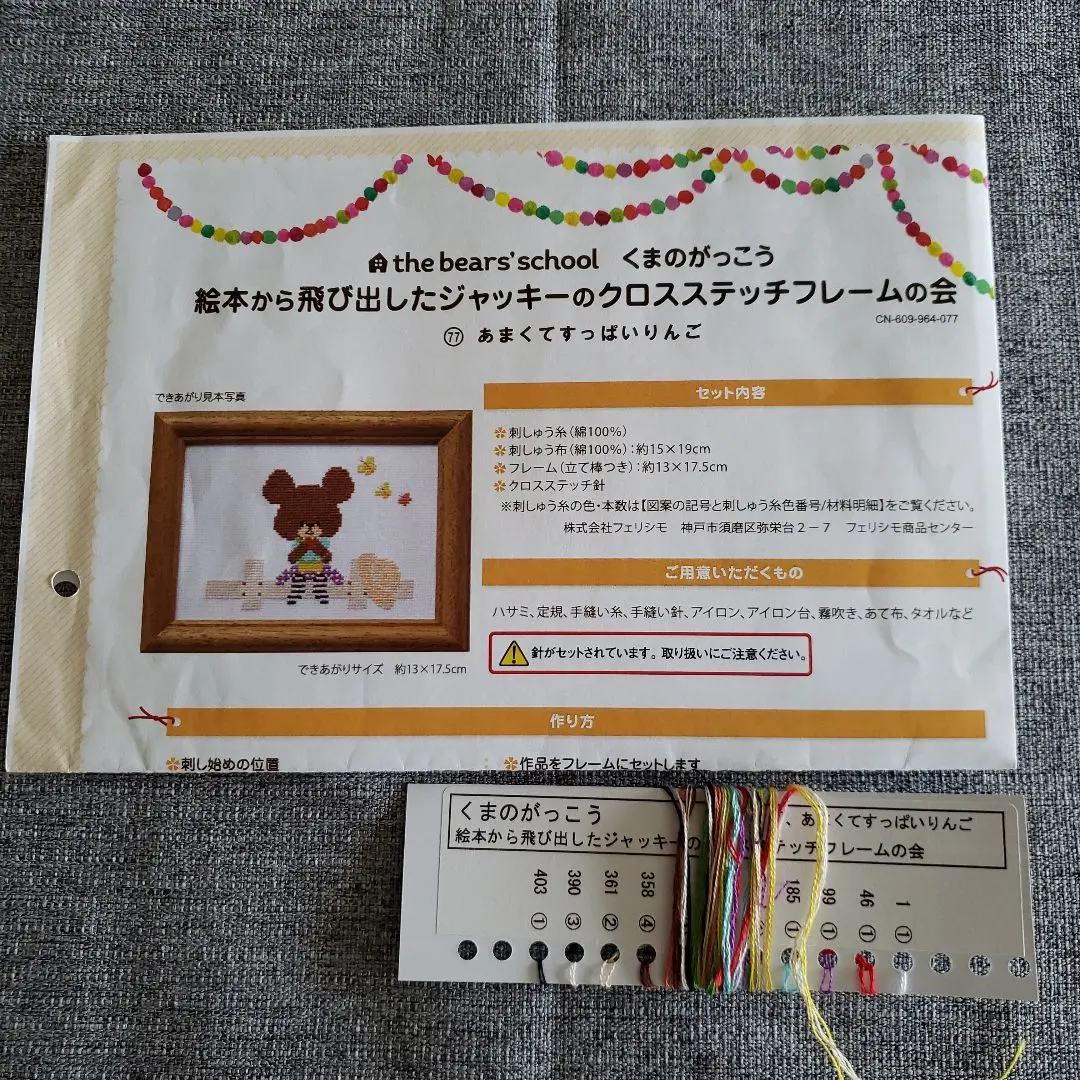 the bears'school くまのがっこう
絵本から飛び出したジャッキーのクロスステッチフレームの会
CN-609-964-077
77 あまくてすっぱいりんご
できあがり見本写真
できあがりサイズ 約13×17.5cm
セット内容
刺しゅう糸(綿100%)
刺しゅう布(綿100%):約15×19cm
フレーム(立て棒つき):約13×17.5cm
クロスステッチ針
※刺しゅう糸の色・本数は【図案の記号と刺しゅう糸色番号/材料明細】をご覧ください。
株式会社フェリシモ 神戸市須磨区弥栄台2-7 フェリシモ商品センター
ご用意いただくもの
ハサミ、定規、手縫い糸、手縫い針、アイロン、アイロン台、霧吹き、あて布、タオルなど
針がセットされています。取り扱いにご注意ください。
作り方
刺し始めの位置
作品をフレームにセットします
くまのがっこう 、あまくてすっぱいりんご
絵本から飛び出したジャッキーの テッチフレームの会
403 390 361 358 185 99 46 1
① ③ ② ④ ① ① ① ①